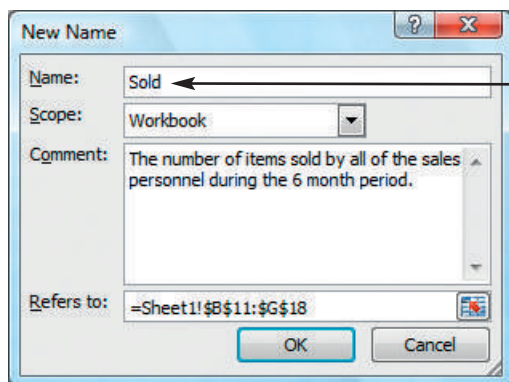 New Name
Name: Sold
Scope: Workbook
Comment: The number of items sold by all of the sales
personnel during the 6 month period.
Refers to: =Sheet1!$B$11:$G$18
OK Cancel